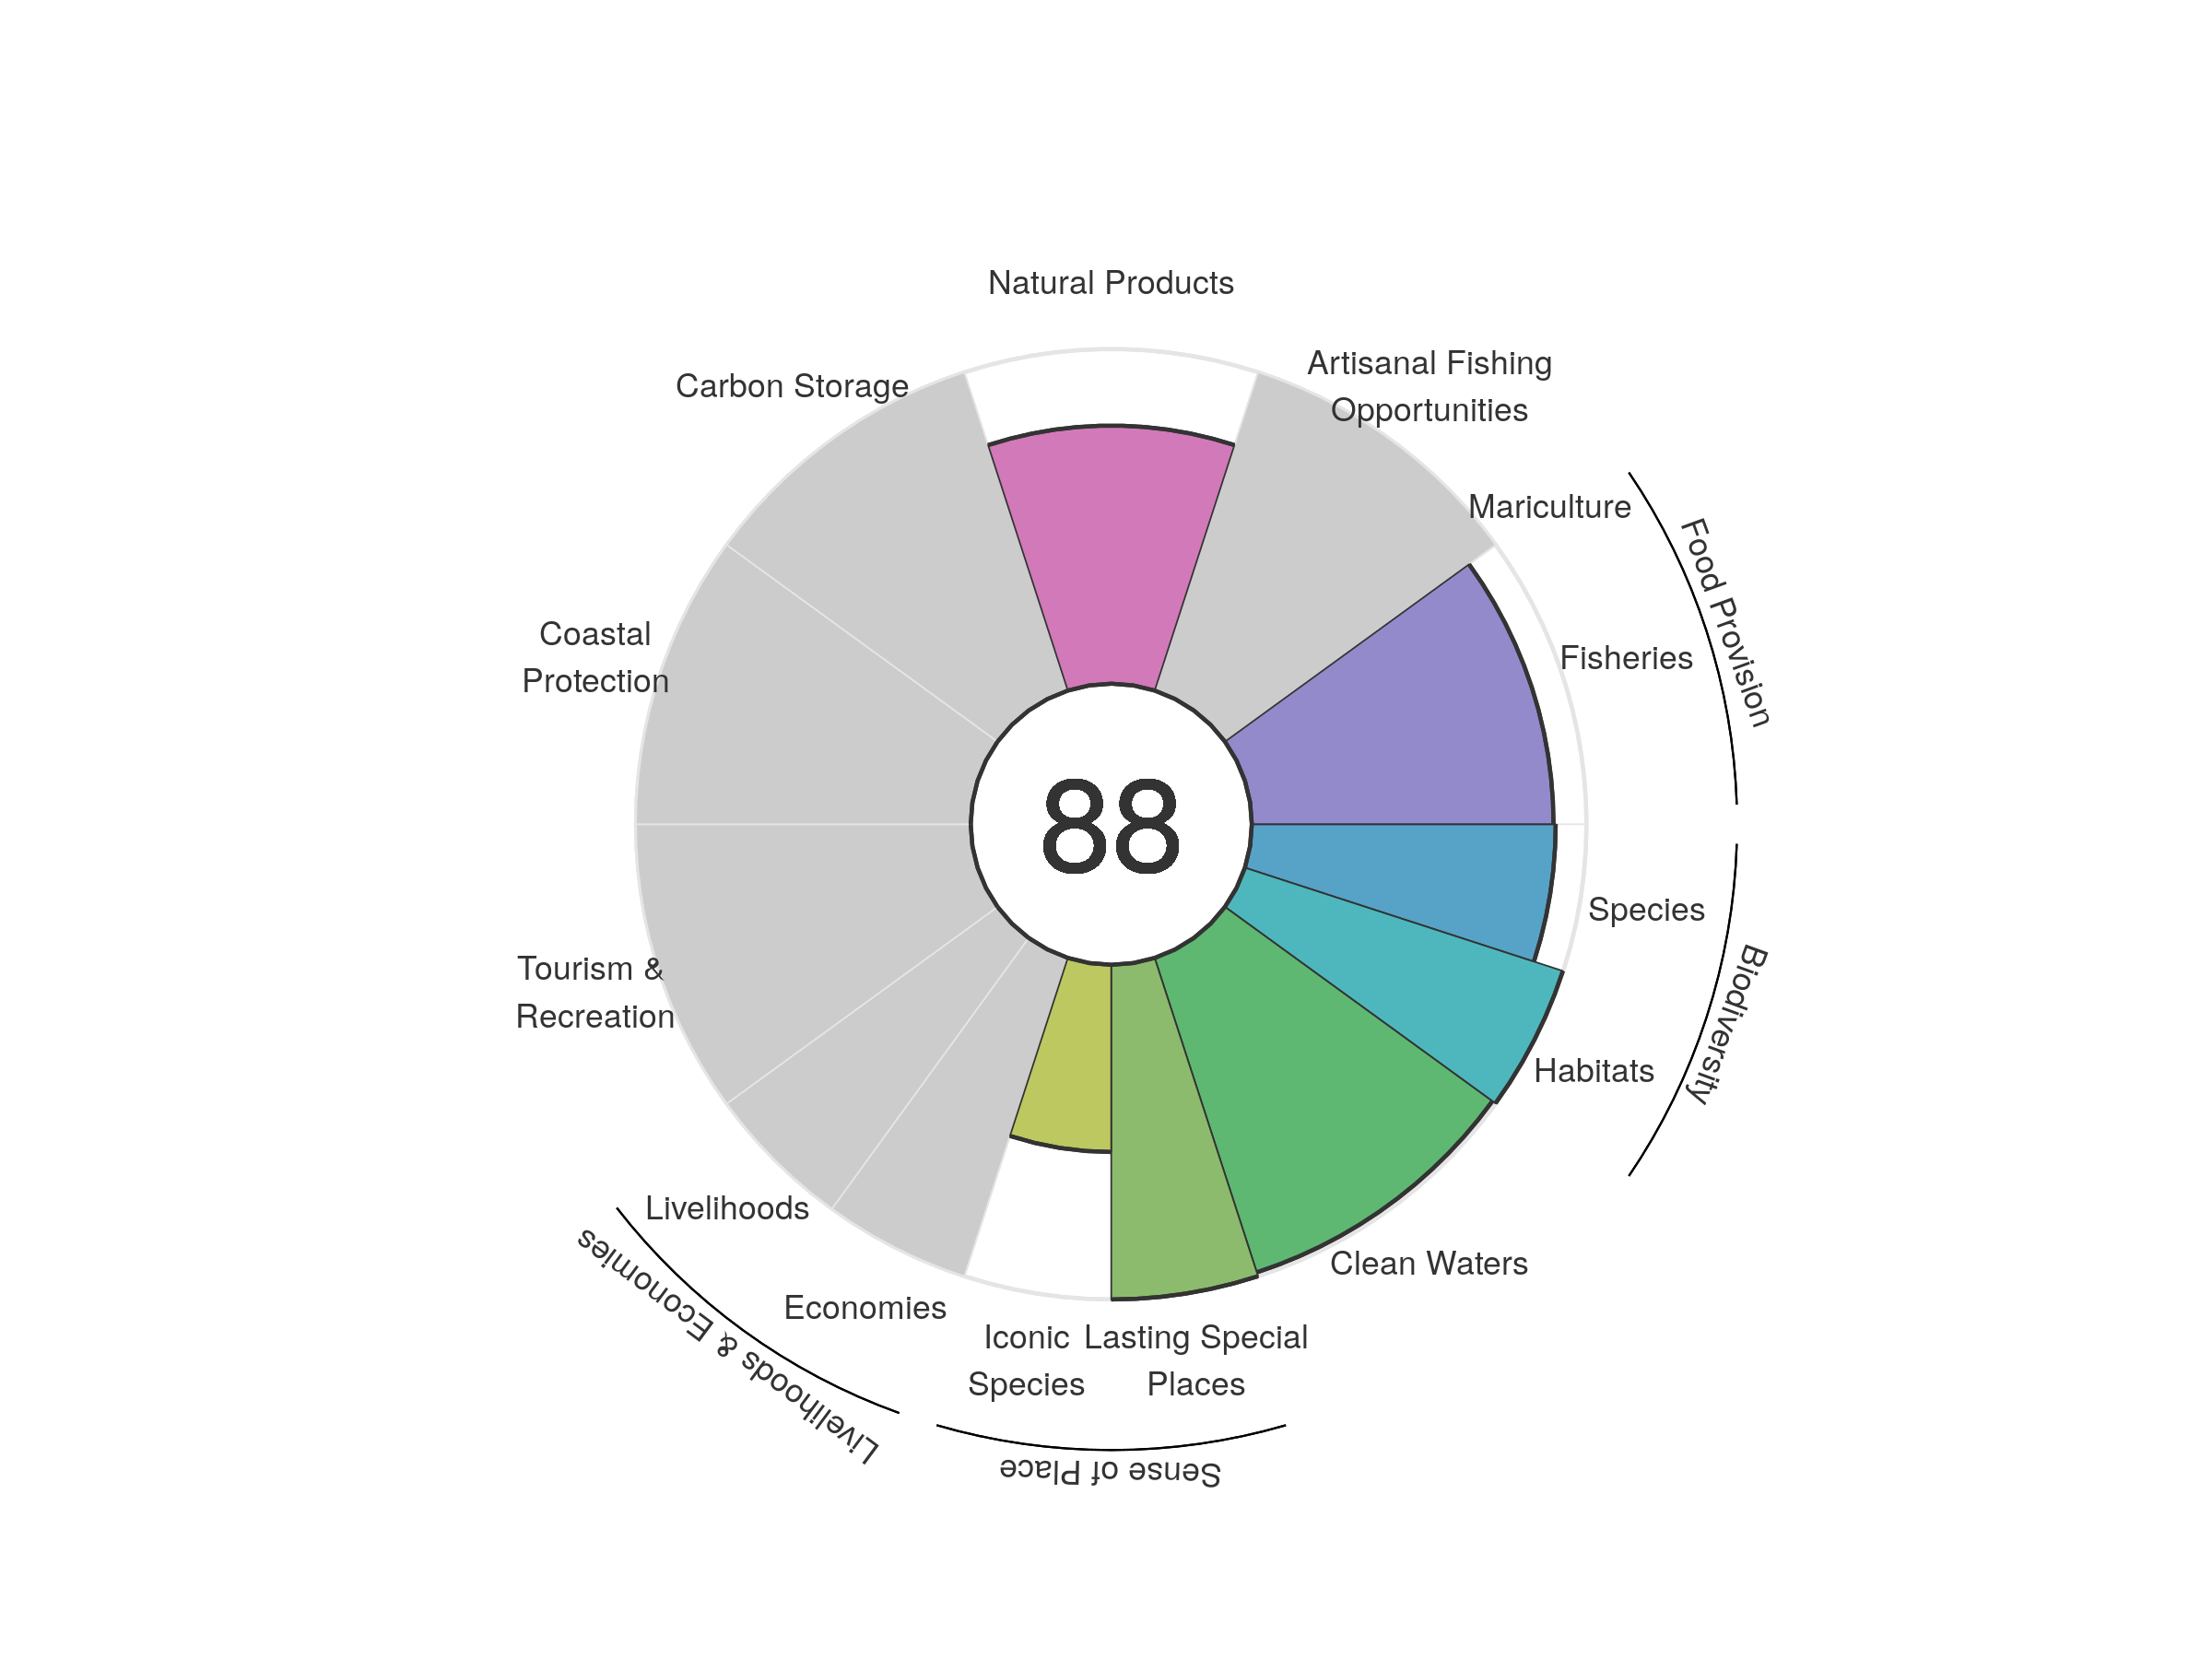 Natural Products
Artisanal Fishing
Opportunities
Carbon Storage
Mariculture
Food Provision
Fisheries
Coastal
Protection
88
Species
Biodiversity
Habitats
Tourism &
Recreation
Livelihoods
Clean Waters
Economies
Livelihoods & Economies
Iconic
Species
Lasting Special
Places
Sense of Place